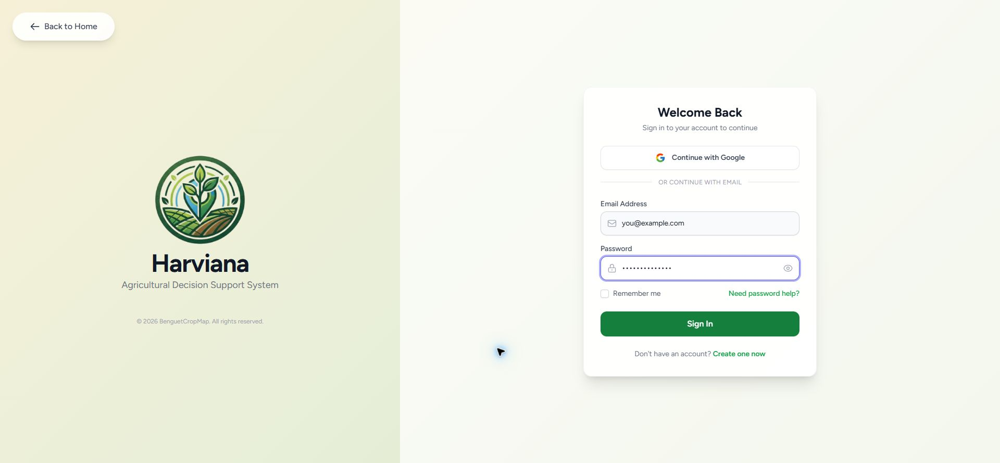 Back to Home
Harviana
Agricultural Decision Support System
© 2026 BenguetCropMap. All rights reserved.
Welcome Back
Sign in to your account to continue
Continue with Google
OR CONTINUE WITH EMAIL
Email Address
you@example.com
Password
••••••••••••••
Remember me
Need password help?
Sign In
Don't have an account? Create one now